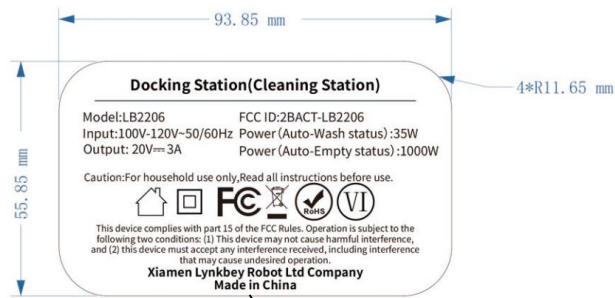 93.85 mm
4*R11.65 mm
55.85 mm
Docking Station(Cleaning Station)
Model:LB2206 FCC ID:2BACT-LB2206
Input:100V-120V~50/60Hz Power(Auto-Wash status):35W
Output: 20V⎓3A Power(Auto-Empty status):1000W
Caution:For household use only,Read all instructions before use.
FC RoHS VI
This device complies with part 15 of the FCC Rules. Operation is subject to the
following two conditions: (1) This device may not cause harmful interference,
and (2) this device must accept any interference received, including interference
that may cause undesired operation.
Xiamen Lynkbey Robot Ltd Company
Made in China